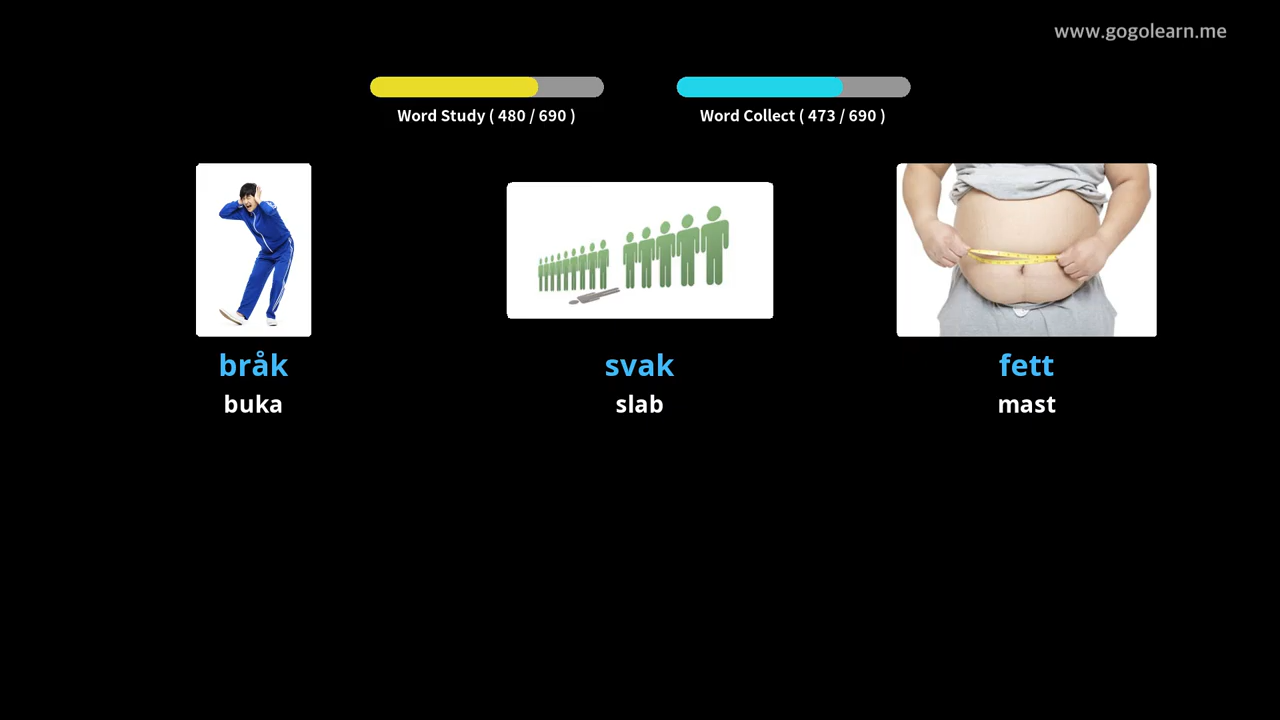 www.gogolearn.me
Word Study ( 480 / 690 )
Word Collect ( 473 / 690 )
bråk
buka
svak
slab
fett
mast